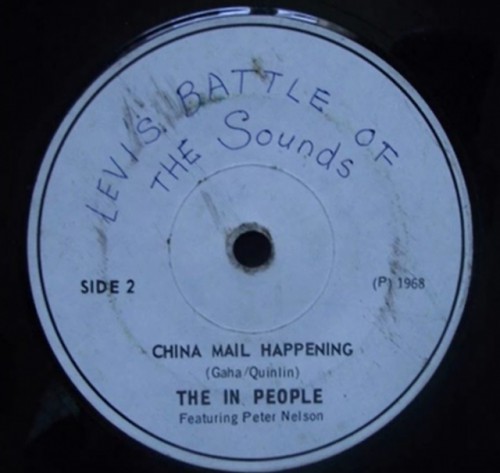 LEVI'S BATTLE OF
THE Sounds
SIDE 2
(P) 1968
CHINA MAIL HAPPENING
(Gaha/Quinlin)
THE IN PEOPLE
Featuring Peter Nelson